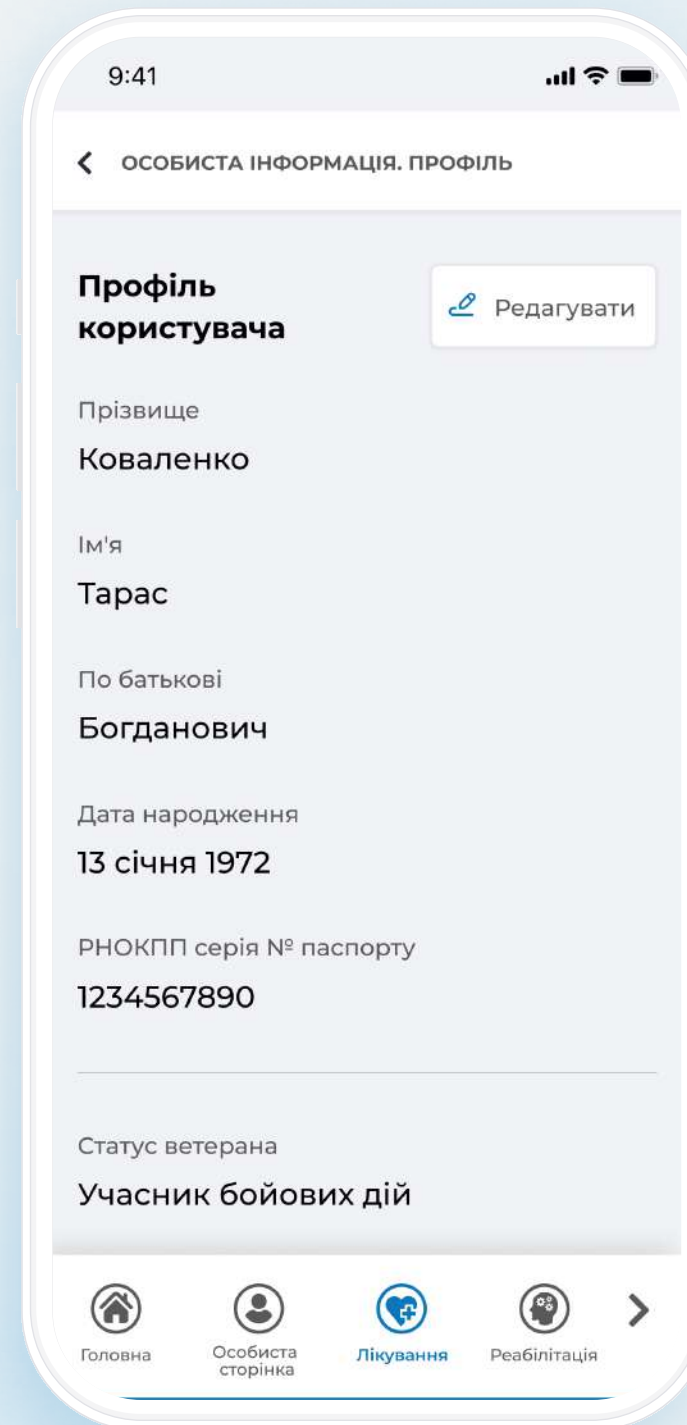 9:41
ОСОБИСТА ІНФОРМАЦІЯ. ПРОФІЛЬ
Профіль
користувача
Редагувати
Прізвище
Коваленко
Ім'я
Тарас
По батькові
Богданович
Дата народження
13 січня 1972
РНОКПП серія № паспорту
1234567890
Статус ветерана
Учасник бойових дій
Головна
Особиста
сторінка
Лікування
Реабілітація